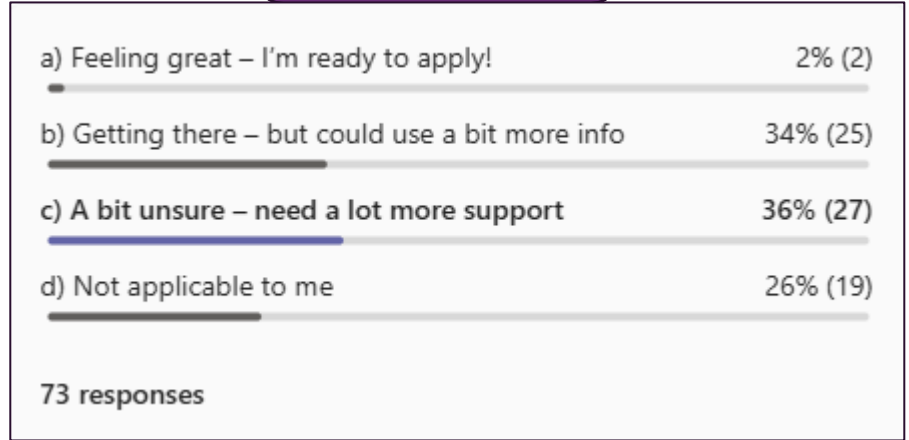 a) Feeling great – I'm ready to apply! 2% (2)
b) Getting there – but could use a bit more info 34% (25)
c) A bit unsure – need a lot more support 36% (27)
d) Not applicable to me 26% (19)
73 responses